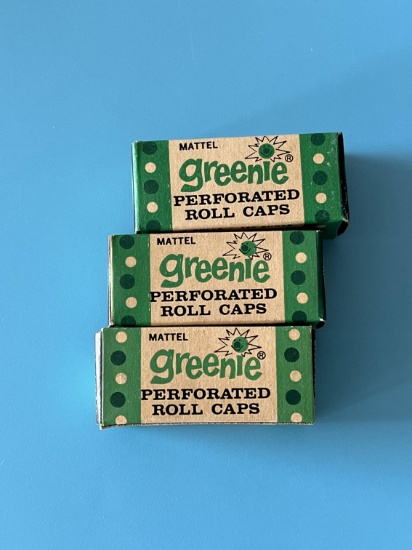 MATTEL
greenie®
PERFORATED
ROLL CAPS
MATTEL
greenie®
PERFORATED
ROLL CAPS
MATTEL
greenie®
PERFORATED
ROLL CAPS